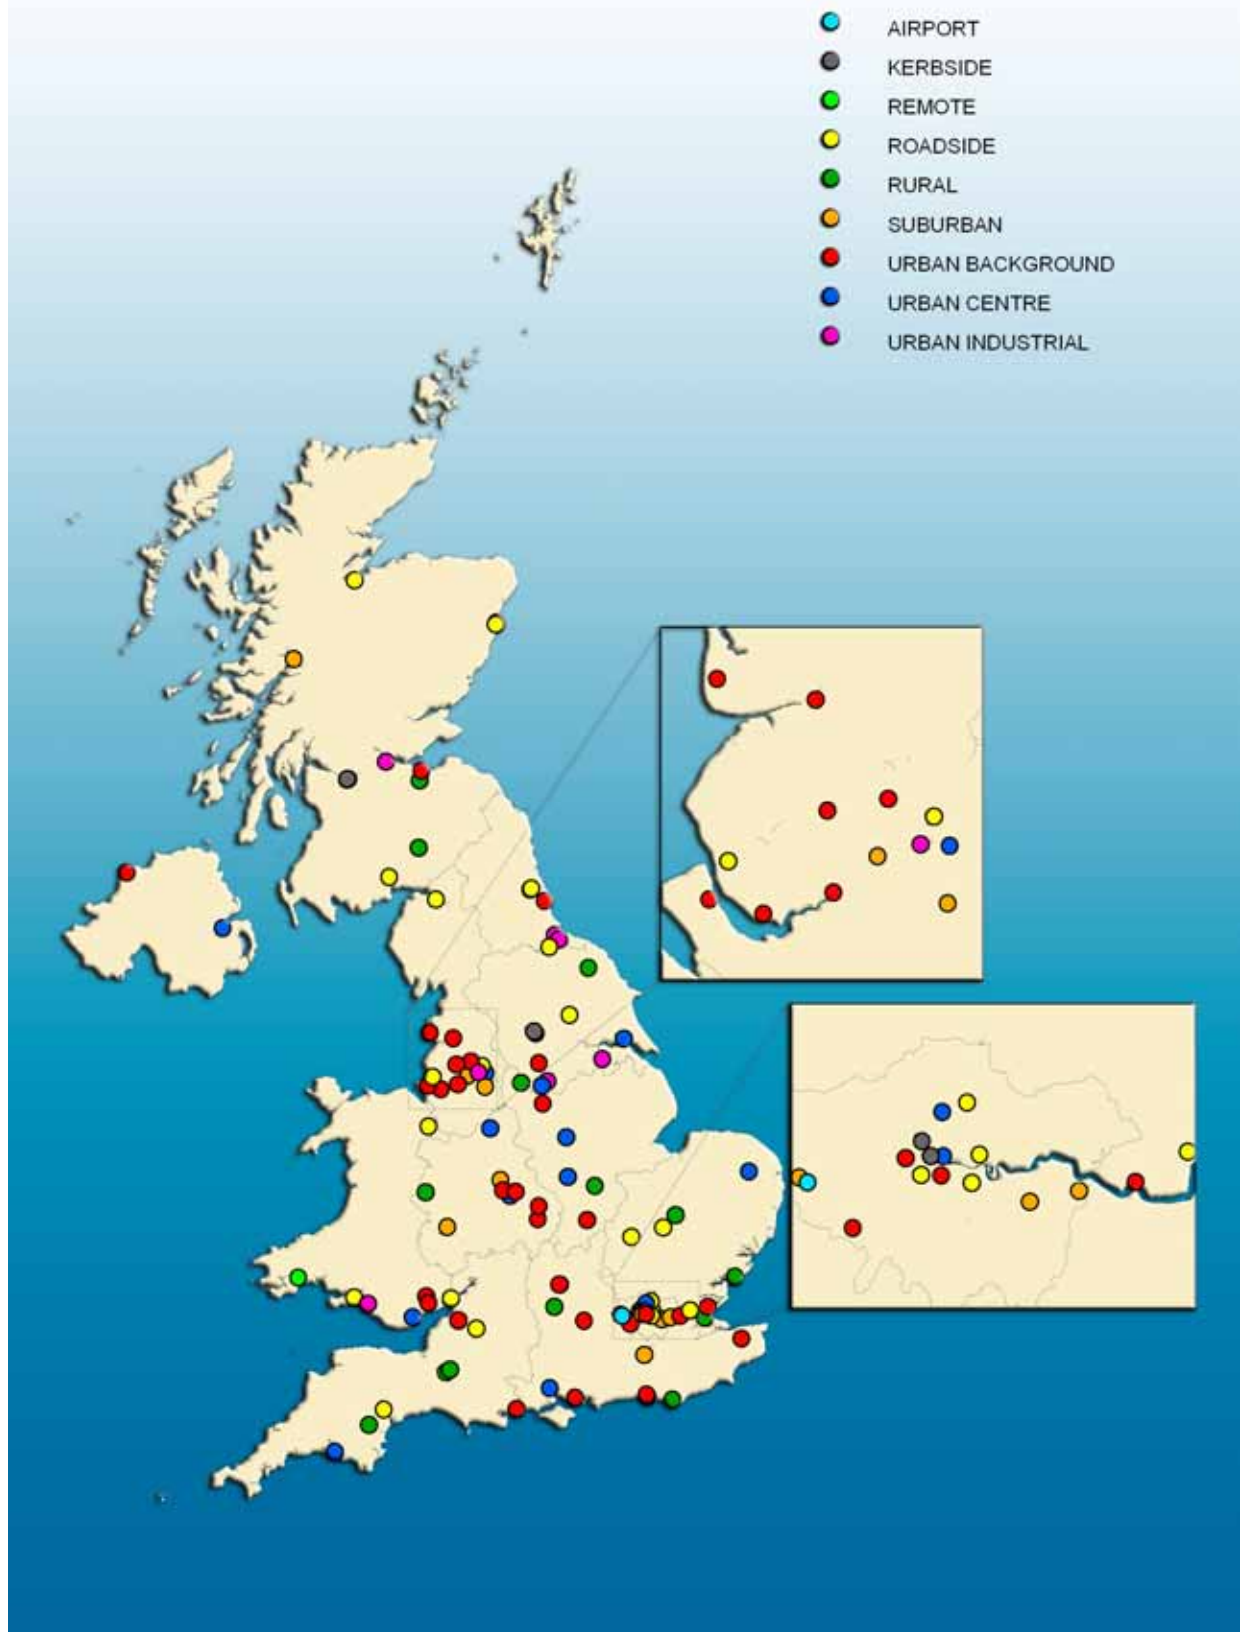 AIRPORT
KERBSIDE
REMOTE
ROADSIDE
RURAL
SUBURBAN
URBAN BACKGROUND
URBAN CENTRE
URBAN INDUSTRIAL